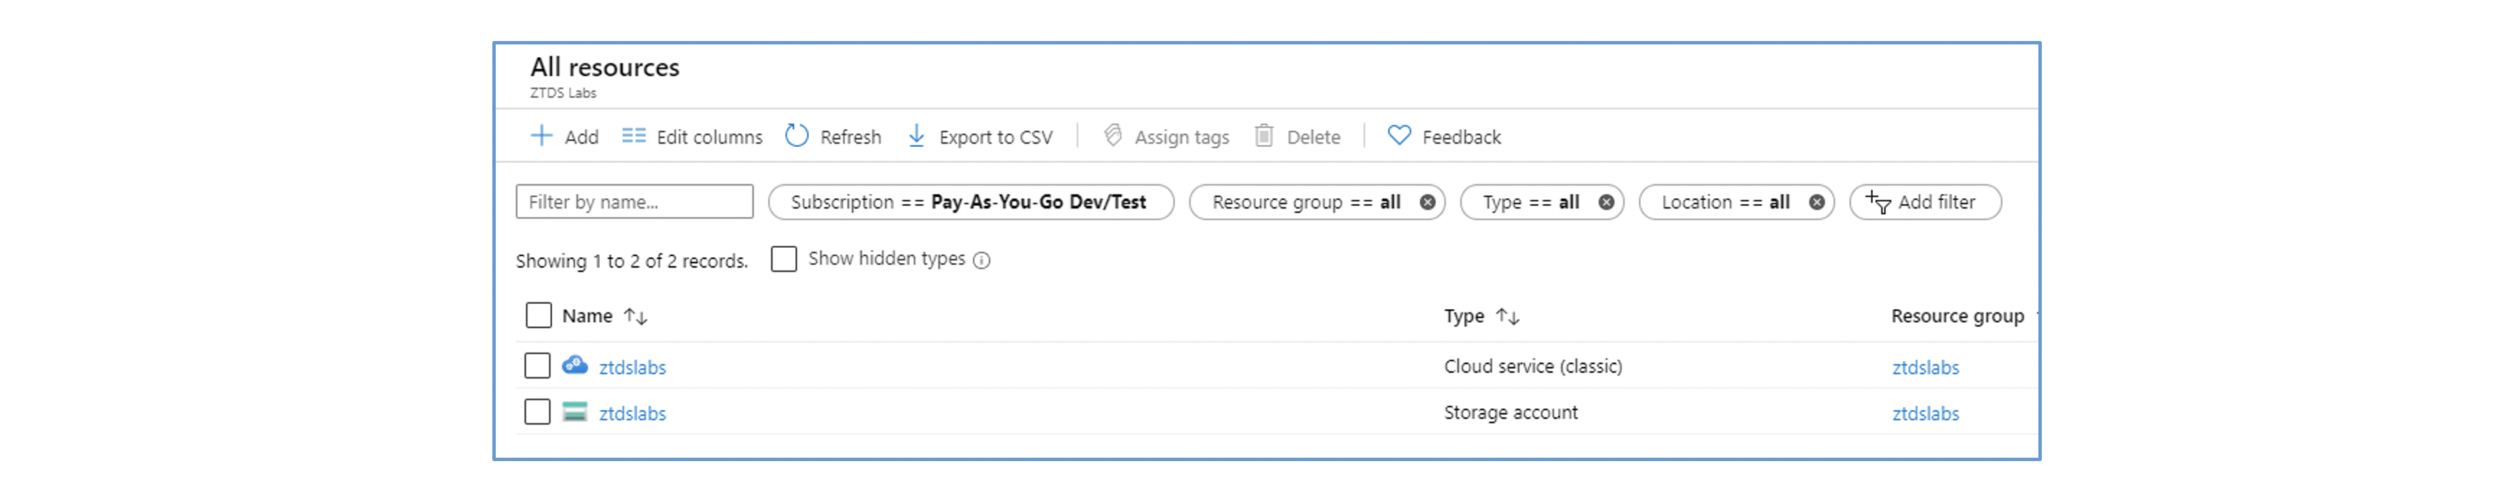 All resources
ZTDS Labs
Add Edit columns Refresh Export to CSV Assign tags Delete Feedback
Filter by name... Subscription == Pay-As-You-Go Dev/Test Resource group == all Type == all Location == all Add filter
Showing 1 to 2 of 2 records. Show hidden types
Name ↑↓ Type ↑↓ Resource group
ztdslabs Cloud service (classic) ztdslabs
ztdslabs Storage account ztdslabs